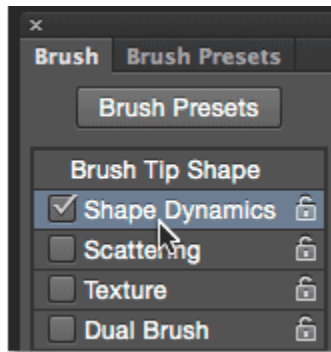 Brush Brush Presets
Brush Presets
Brush Tip Shape
Shape Dynamics
Scattering
Texture
Dual Brush